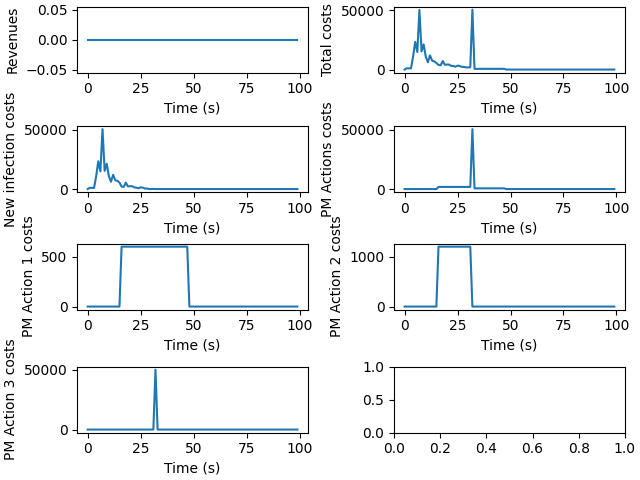 Revenues
0.05
0.00
−0.05
0 25 50 75 100
Time (s)
Total costs
50000
0
0 25 50 75 100
Time (s)
New infection costs
50000
0
0 25 50 75 100
Time (s)
PM Actions costs
50000
0
0 25 50 75 100
Time (s)
PM Action 1 costs
500
0
0 25 50 75 100
Time (s)
PM Action 2 costs
1000
0
0 25 50 75 100
Time (s)
PM Action 3 costs
50000
0
0 25 50 75 100
Time (s)
1.0
0.5
0.0
0.0 0.2 0.4 0.6 0.8 1.0